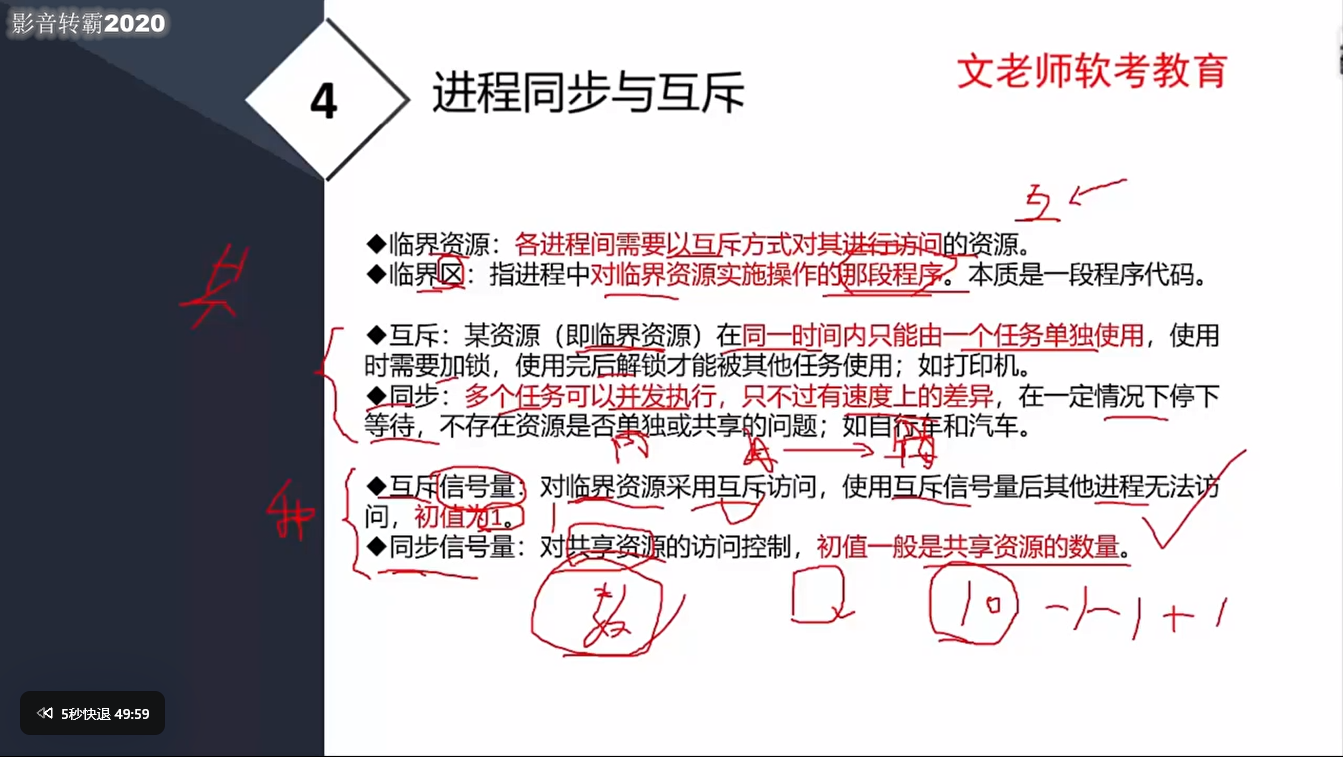 影音转霸2020
4
进程同步与互斥
文老师软考教育
互
◆临界资源：各进程间需要以互斥方式对其进行访问的资源。
◆临界区：指进程中对临界资源实施操作的那段程序。本质是一段程序代码。
共
◆互斥：某资源（即临界资源）在同一时间内只能由一个任务单独使用，使用
时需要加锁，使用完后解锁才能被其他任务使用；如打印机。
◆同步：多个任务可以并发执行，只不过有速度上的差异，在一定情况下停下
等待，不存在资源是否单独或共享的问题；如自行车和汽车。
◆互斥信号量：对临界资源采用互斥访问，使用互斥信号量后其他进程无法访
问，初值为1。
◆同步信号量：对共享资源的访问控制，初值一般是共享资源的数量。
10 -1-1+1
5秒快退 49:59